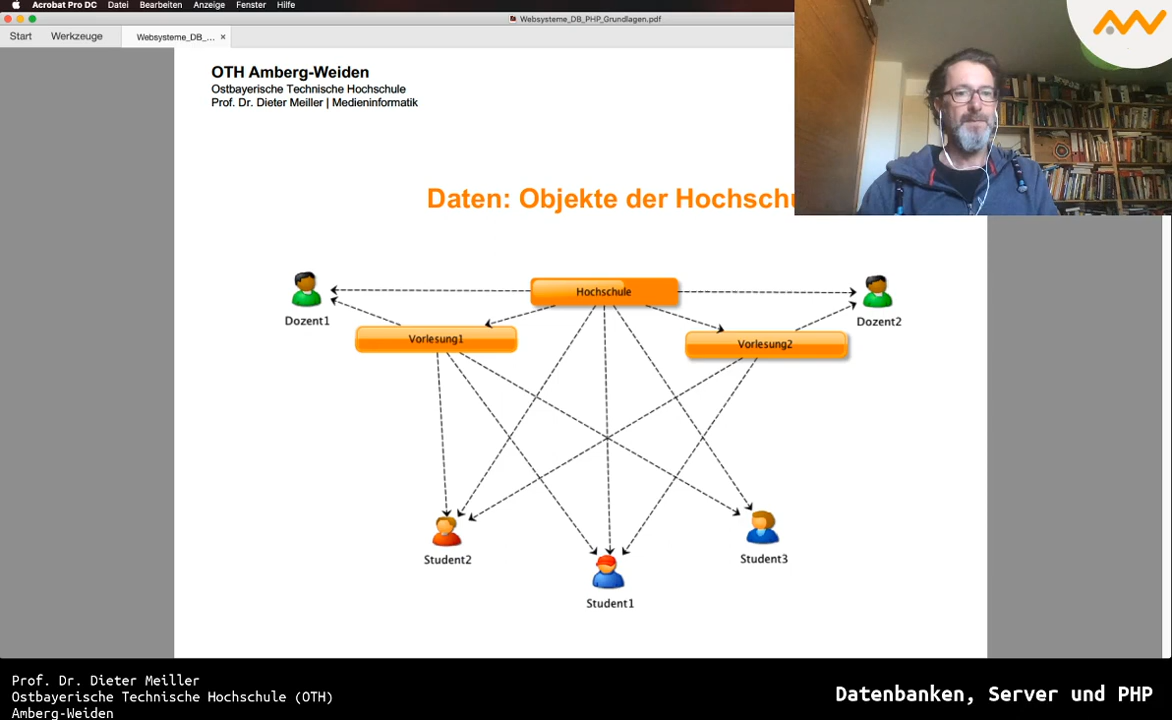 Acrobat Pro DC Datei Bearbeiten Anzeige Fenster Hilfe
Websysteme_DB_PHP_Grundlagen.pdf
Start Werkzeuge Websysteme_DB_... ×
OTH Amberg-Weiden
Ostbayerische Technische Hochschule
Prof. Dr. Dieter Meiller | Medieninformatik
Daten: Objekte der Hochschu
Hochschule
Dozent1
Dozent2
Vorlesung1
Vorlesung2
Student2
Student3
Student1
Prof. Dr. Dieter Meiller
Ostbayerische Technische Hochschule (OTH)
Amberg-Weiden
Datenbanken, Server und PHP